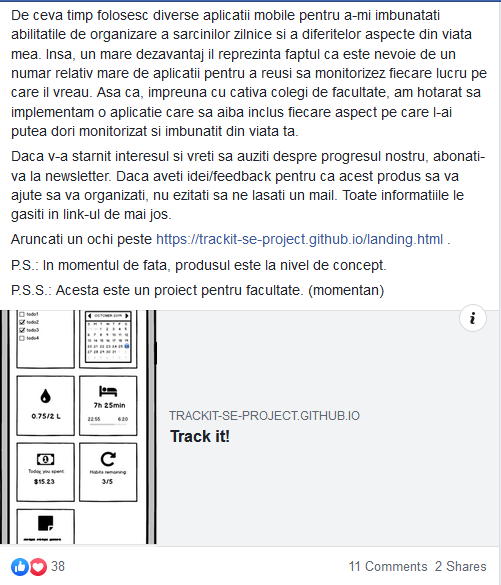 De ceva timp folosesc diverse aplicatii mobile pentru a-mi imbunatati
abilitatile de organizare a sarcinilor zilnice si a diferitelor aspecte din viata
mea. Insa, un mare dezavantaj il reprezinta faptul ca este nevoie de un
numar relativ mare de aplicatii pentru a reusi sa monitorizez fiecare lucru pe
care il vreau. Asa ca, impreuna cu cativa colegi de facultate, am hotarat sa
implementam o aplicatie care sa aiba inclus fiecare aspect pe care l-ai
putea dori monitorizat si imbunatit din viata ta.
Daca v-a starnit interesul si vreti sa auziti despre progresul nostru, abonati-
va la newsletter. Daca aveti idei/feedback pentru ca acest produs sa va
ajute sa va organizati, nu ezitati sa ne lasati un mail. Toate informatiile le
gasiti in link-ul de mai jos.
Aruncati un ochi peste https://trackit-se-project.github.io/landing.html .
P.S.: In momentul de fata, produsul este la nivel de concept.
P.S.S.: Acesta este un proiect pentru facultate. (momentan)
todo1
todo2
todo3
todo4
OCTOBER 2019
0.75/2 L
7h 25min
22:55 6:20
Today you spent
$15.23
Habits remaining
3/5
TRACKIT-SE-PROJECT.GITHUB.IO
Track it!
38
11 Comments 2 Shares